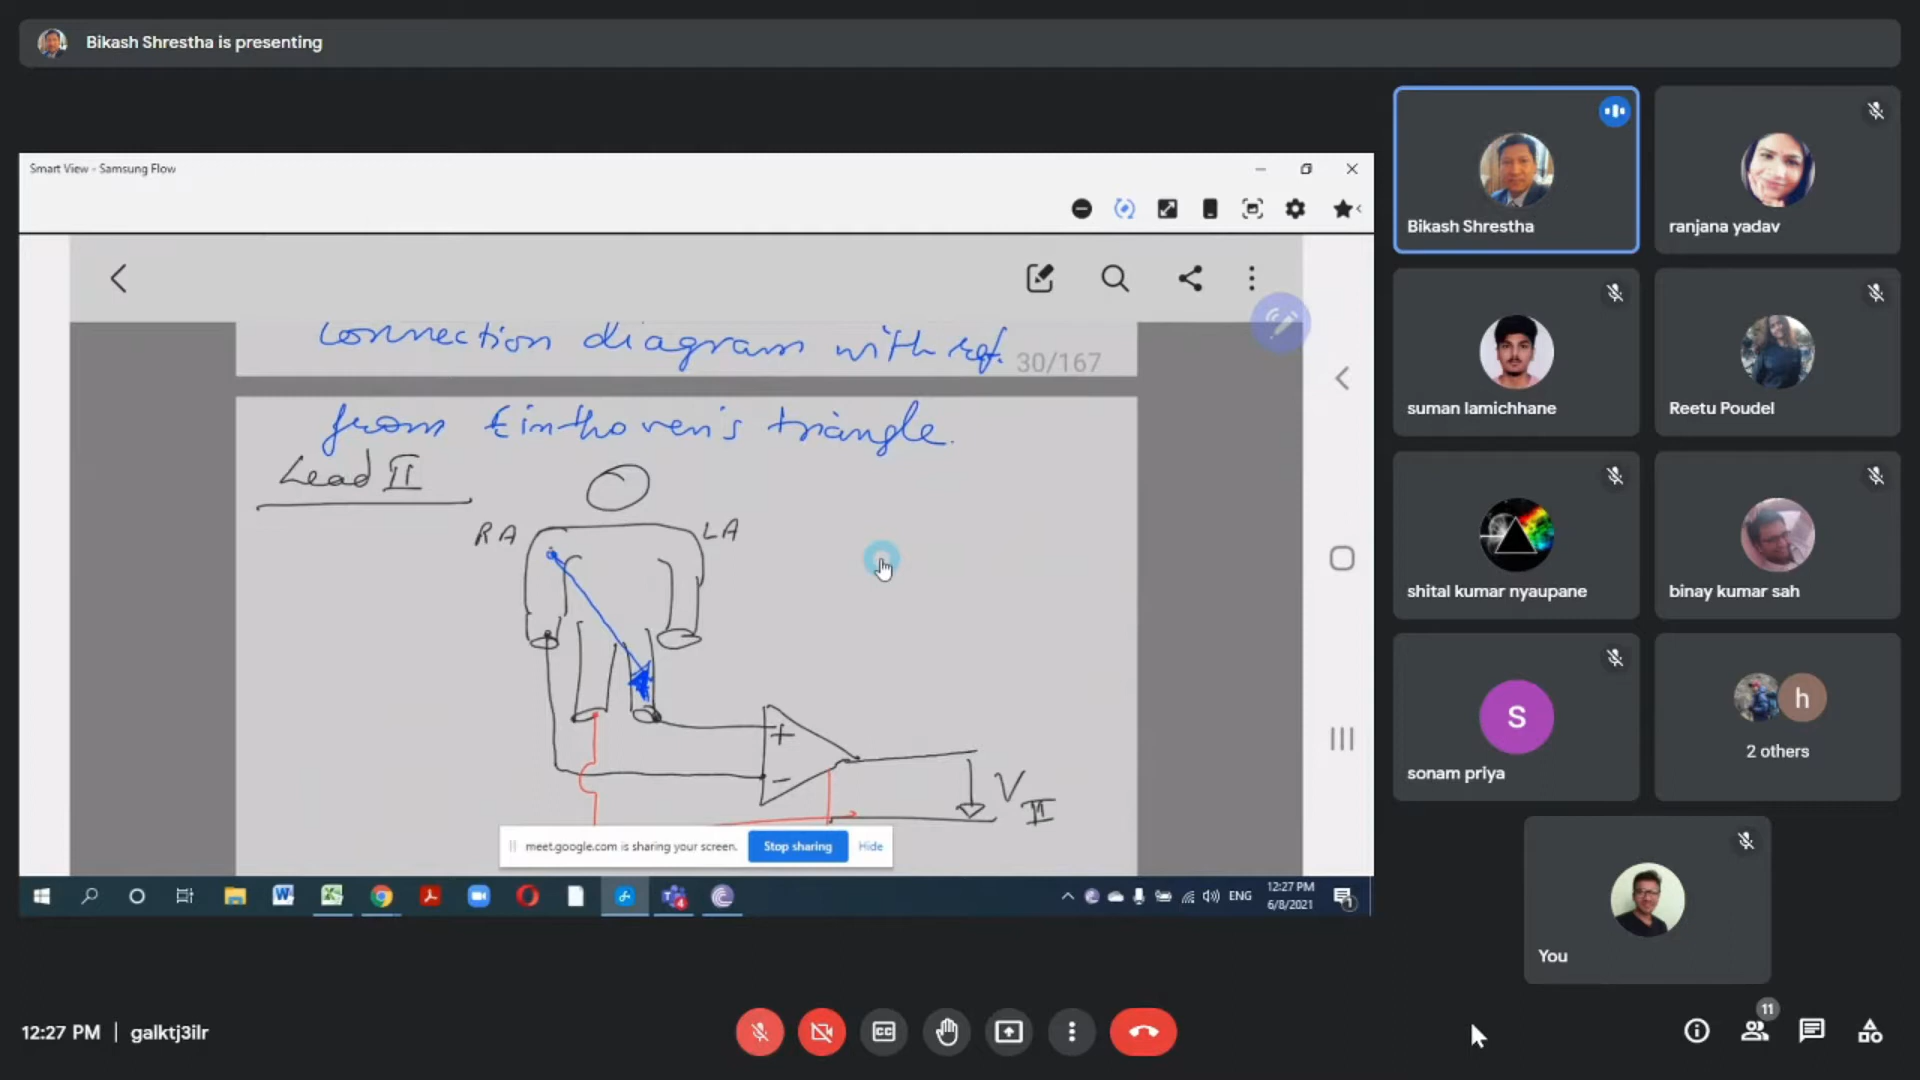 Bikash Shrestha is presenting
Smart View - Samsung Flow
connection diagram with ref.
30/167
from Einthoven's triangle.
Lead II
RA
LA
+
-
V II
meet.google.com is sharing your screen.
Stop sharing
Hide
ENG
12:27 PM
6/8/2021
1
4
Bikash Shrestha
ranjana yadav
suman lamichhane
Reetu Poudel
shital kumar nyaupane
binay kumar sah
S
sonam priya
h
2 others
You
12:27 PM | galktj3ilr
CC
11